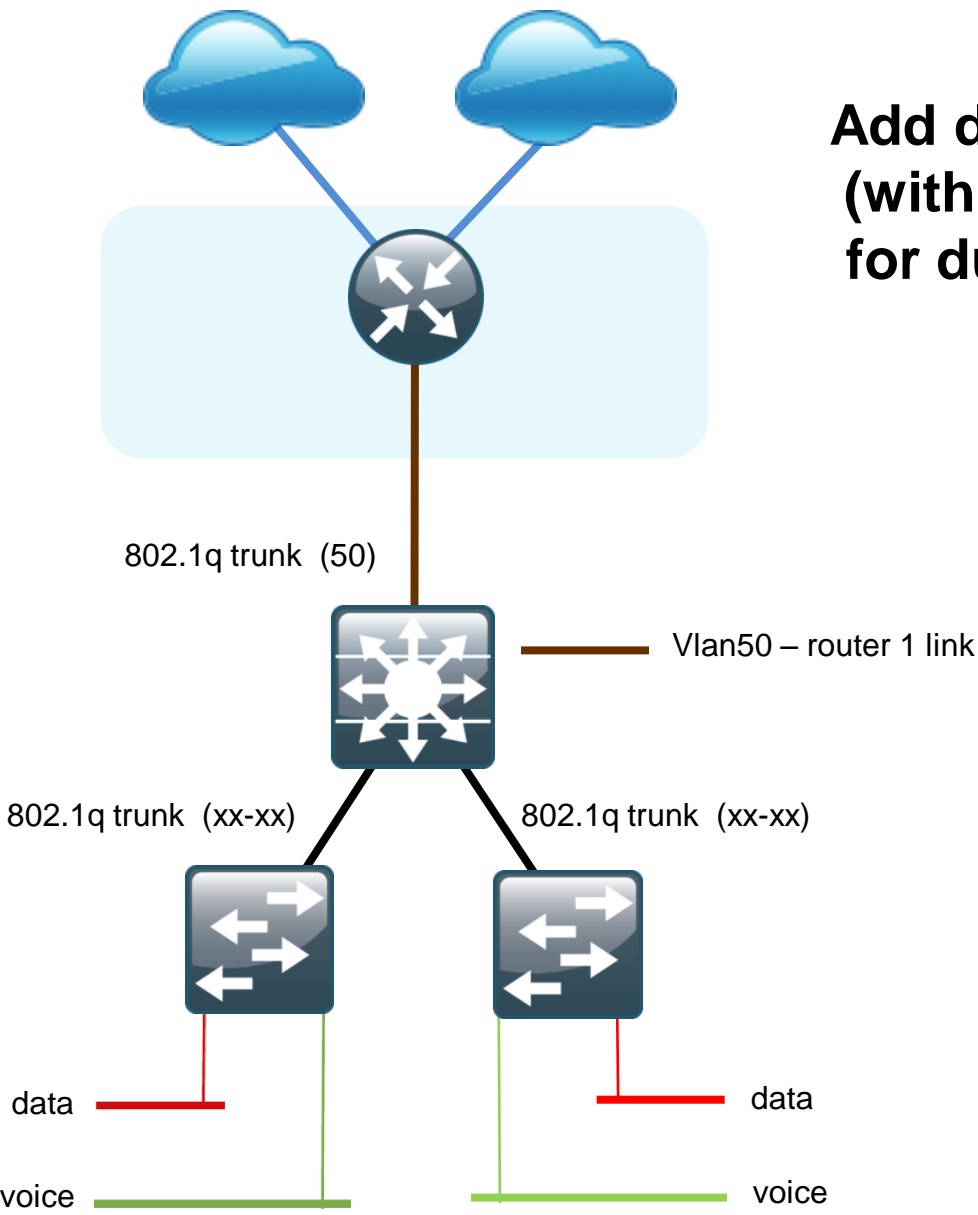 Add d
(with
for du
802.1q trunk (50)
Vlan50 – router 1 link
802.1q trunk (xx-xx)
802.1q trunk (xx-xx)
data
data
voice
voice